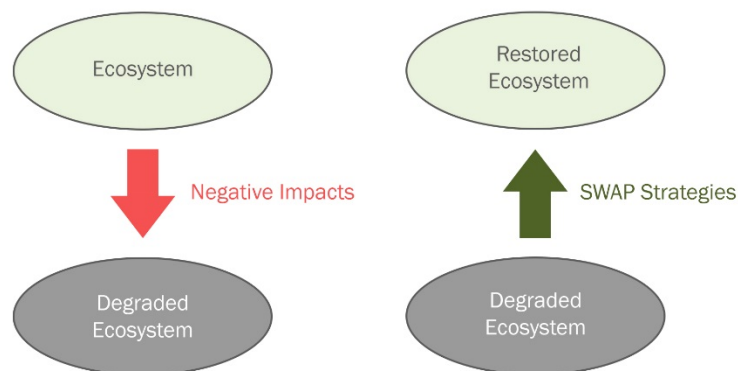 Ecosystem
Negative Impacts
Degraded
Ecosystem
Restored
Ecosystem
SWAP Strategies
Degraded
Ecosystem